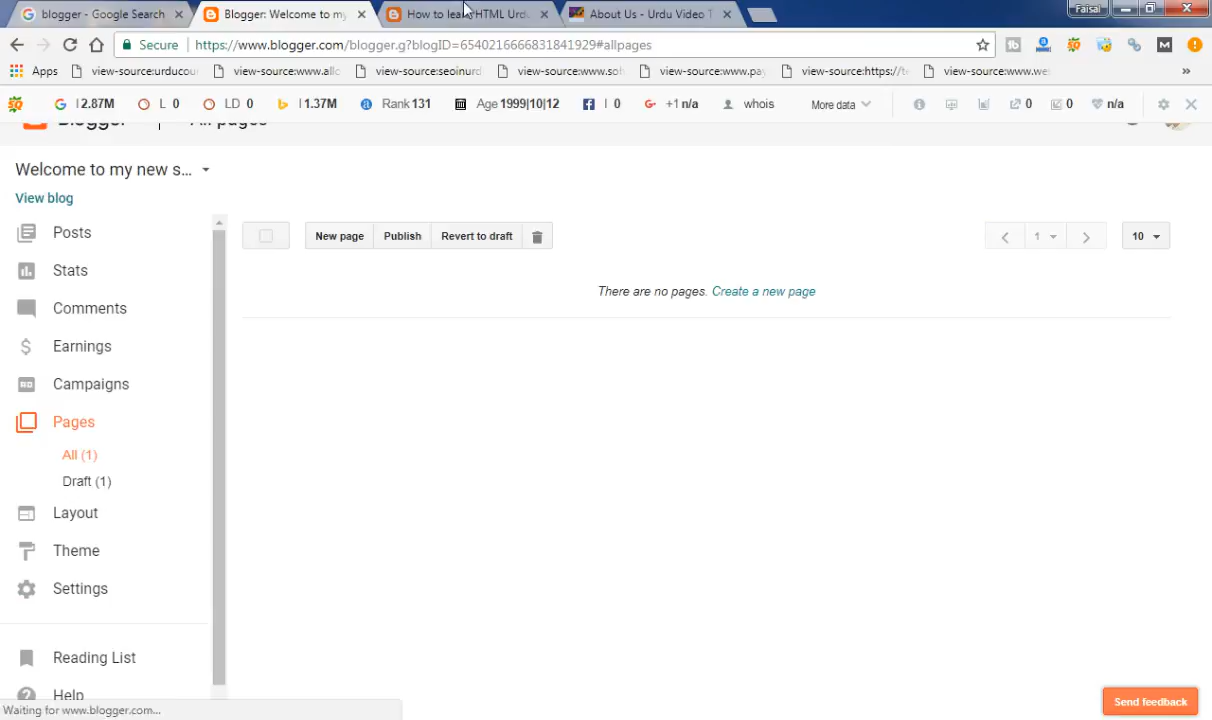 blogger - Google Search
Blogger: Welcome to my
How to lear HTML Urdu
About Us - Urdu Video T
Faisal
Secure
https://www.blogger.com/blogger.g?blogID=6540216666831841929#allpages
Apps
view-source:urducou
view-source:www.allc
view-source:seoinurd
view-source:www.soh
view-source:www.pay
view-source:https://te
view-source:www.we
I 2.87M
L 0
LD 0
I 1.37M
Rank 131
Age 1999|10|12
I 0
+1 n/a
whois
More data
0
0
n/a
Blogger
All pages
Welcome to my new s...
View blog
Posts
Stats
Comments
Earnings
Campaigns
Pages
All (1)
Draft (1)
Layout
Theme
Settings
Reading List
Help
New page
Publish
Revert to draft
1
10
There are no pages. Create a new page
Waiting for www.blogger.com...
Send feedback